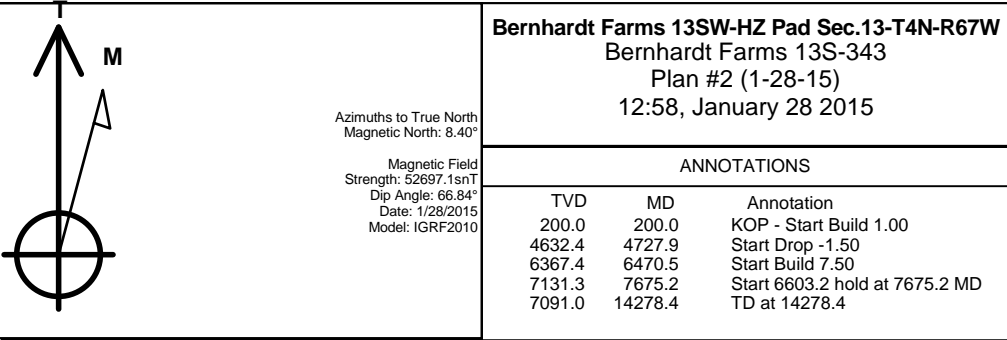 T
M
Azimuths to True North
Magnetic North: 8.40°
Magnetic Field
Strength: 52697.1snT
Dip Angle: 66.84°
Date: 1/28/2015
Model: IGRF2010
Bernhardt Farms 13SW-HZ Pad Sec.13-T4N-R67W
Bernhardt Farms 13S-343
Plan #2 (1-28-15)
12:58, January 28 2015
ANNOTATIONS
TVD MD Annotation
200.0 200.0 KOP - Start Build 1.00
4632.4 4727.9 Start Drop -1.50
6367.4 6470.5 Start Build 7.50
7131.3 7675.2 Start 6603.2 hold at 7675.2 MD
7091.0 14278.4 TD at 14278.4